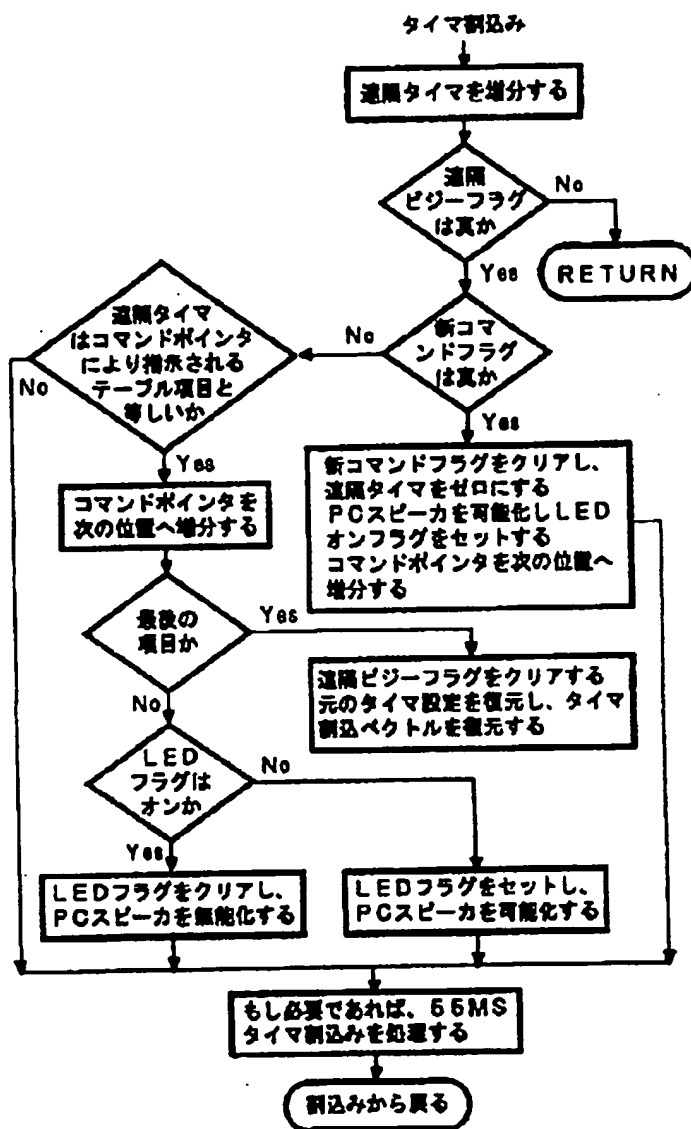 タイマ割込み
遠隔タイマを増分する
遠隔
ビジーフラグ
は真か
No
RETURN
Yes
新コマ
ンドフラグ
は真か
No
遠隔タイマ
はコマンドポインタ
により指示される
テーブル項目と
等しいか
No
Yes
Yes
新コマンドフラグをクリアし、
遠隔タイマをゼロにする
PCスピーカを可能化しLED
オンフラグをセットする
コマンドポインタを次の位置へ
増分する
コマンドポインタを
次の位置へ増分する
最後の
項目か
Yes
遠隔ビジーフラグをクリアする
元のタイマ設定を復元し、タイマ
割込ベクトルを復元する
No
LED
フラグは
オンか
No
Yes
LEDフラグをクリアし、
PCスピーカを無能化する
LEDフラグをセットし、
PCスピーカを可能化する
もし必要であれば、55MS
タイマ割込みを処理する
割込みから戻る